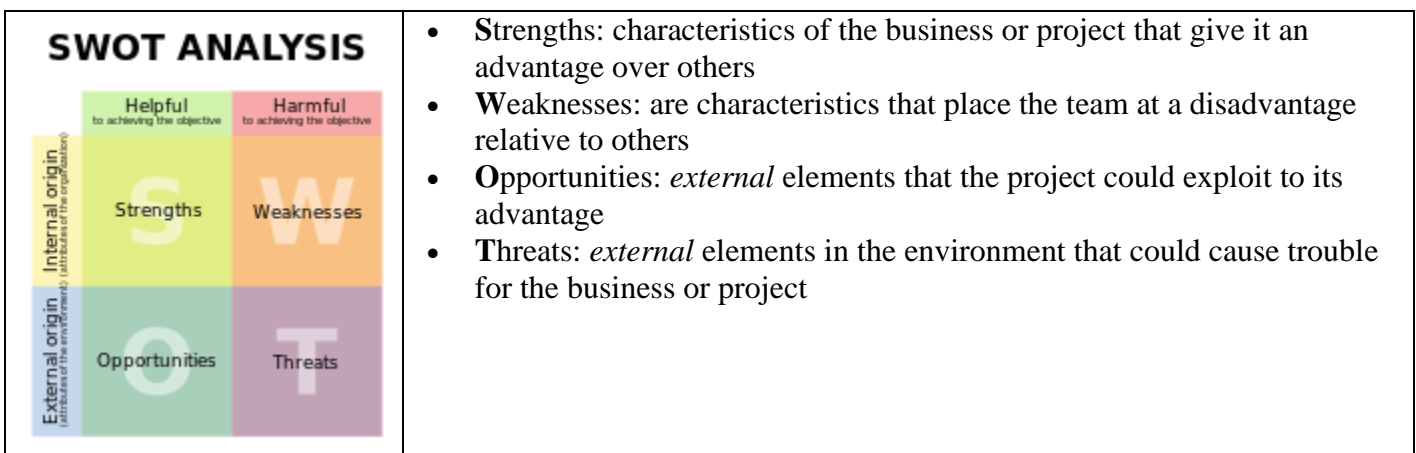 SWOT ANALYSIS
Helpful
to achieving the objective
Harmful
to achieving the objective
Internal origin
(attributes of the organization)
S
Strengths
W
Weaknesses
External origin
(attributes of the environment)
O
Opportunities
T
Threats
• Strengths: characteristics of the business or project that give it an
advantage over others
• Weaknesses: are characteristics that place the team at a disadvantage
relative to others
• Opportunities: external elements that the project could exploit to its
advantage
• Threats: external elements in the environment that could cause trouble
for the business or project